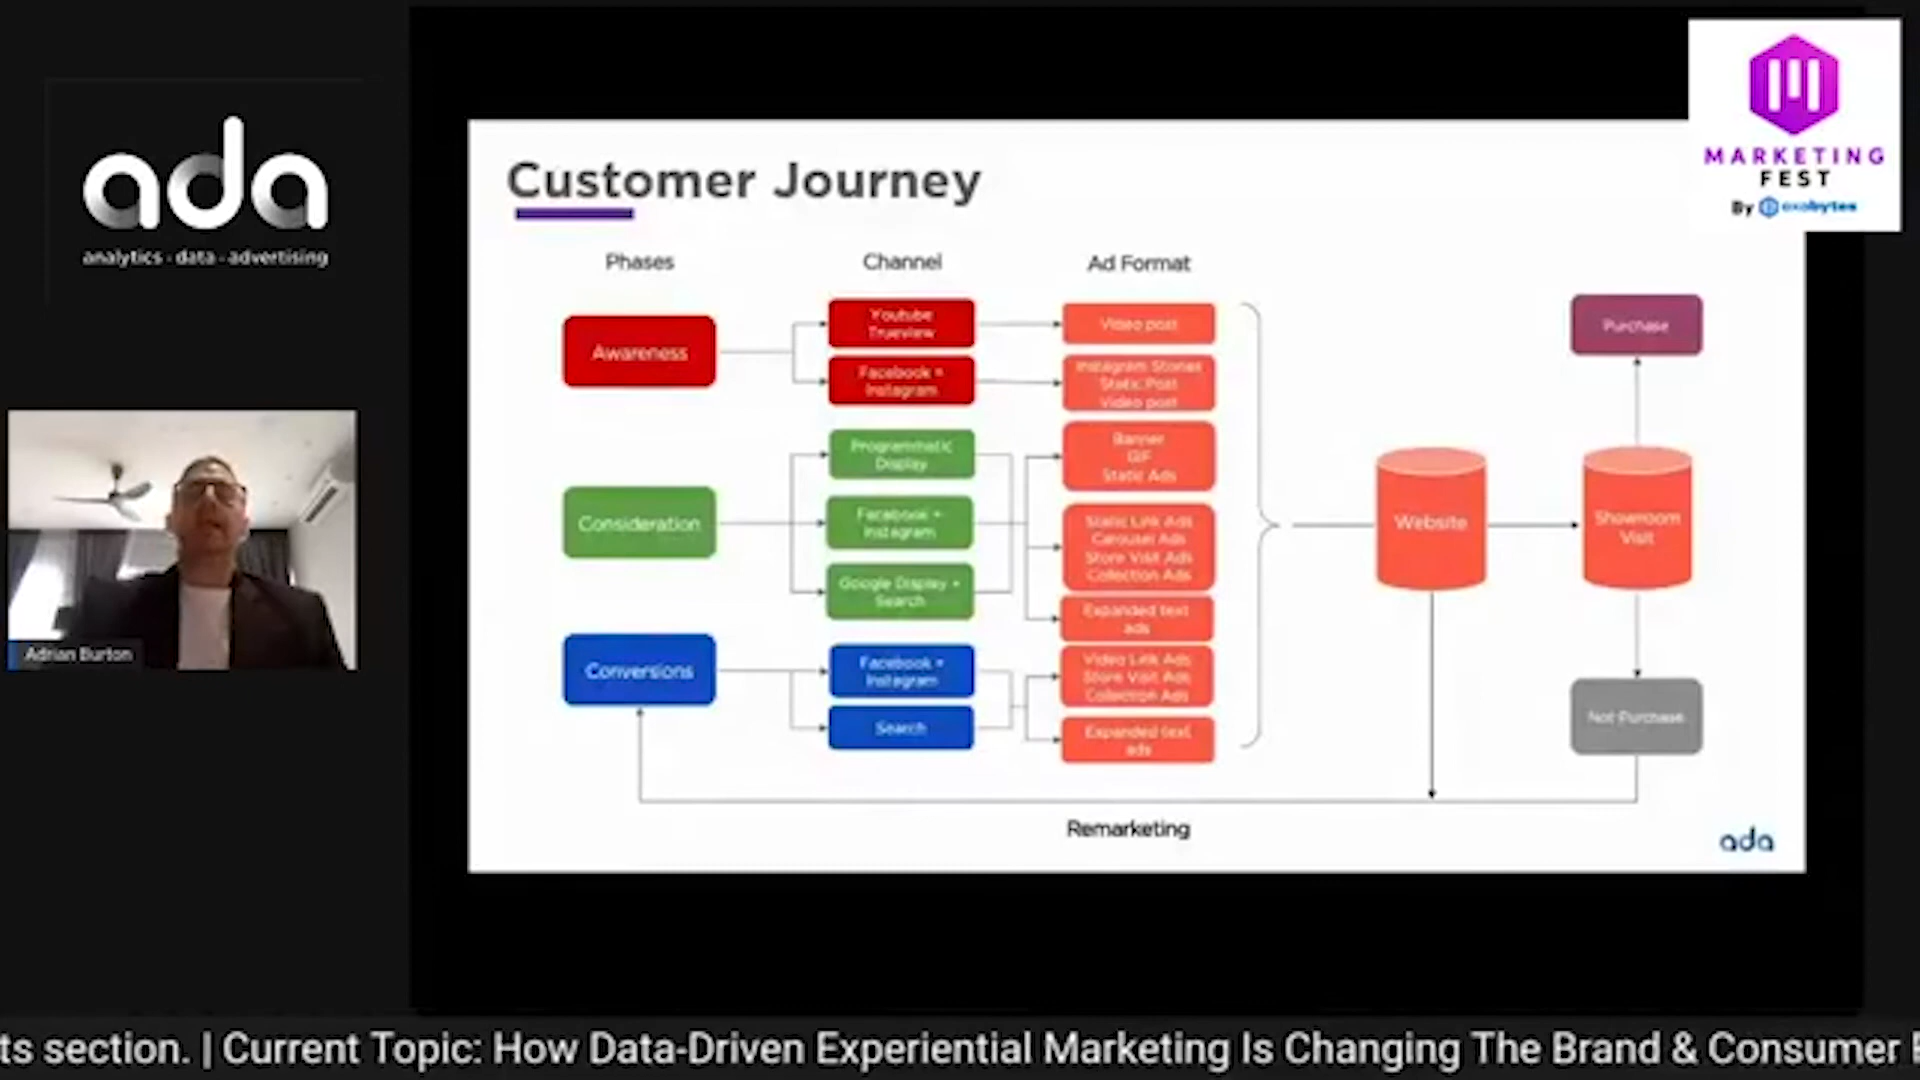 ada
analytics · data · advertising
Adrian Burton
MARKETING
FEST
By exabytes
Customer Journey
Phases
Channel
Ad Format
Awareness
Youtube
Trueview
Video post
Facebook +
Instagram
Instagram Stories
Static Post
Video post
Consideration
Programmatic
Display
Facebook +
Instagram
Google Display +
Search
Banner
GIF
Static Ads
Static Link Ads
Carousel Ads
Store Visit Ads
Collection Ads
Expanded text
ads
Conversions
Facebook +
Instagram
Search
Video Link Ads
Store Visit Ads
Collection Ads
Expanded text
ads
Website
Showroom
Visit
Purchase
Not Purchase
Remarketing
ada
ts section. | Current Topic: How Data-Driven Experiential Marketing Is Changing The Brand & Consumer